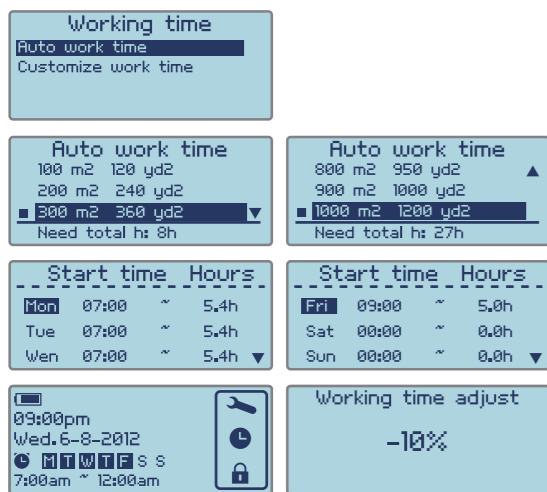 Working time
Auto work time
Customize work time
Auto work time
100 m2 120 yd2
200 m2 240 yd2
300 m2 360 yd2
Need total h: 8h
Auto work time
800 m2 950 yd2
900 m2 1000 yd2
1000 m2 1200 yd2
Need total h: 27h
Start time Hours
Mon 07:00 ~ 5.4h
Tue 07:00 ~ 5.4h
Wen 07:00 ~ 5.4h
Start time Hours
Fri 09:00 ~ 5.0h
Sat 00:00 ~ 0.0h
Sun 00:00 ~ 0.0h
09:00pm
Wed.6-8-2012
M T W T F S S
7:00am ~ 12:00am
Working time adjust
-10%